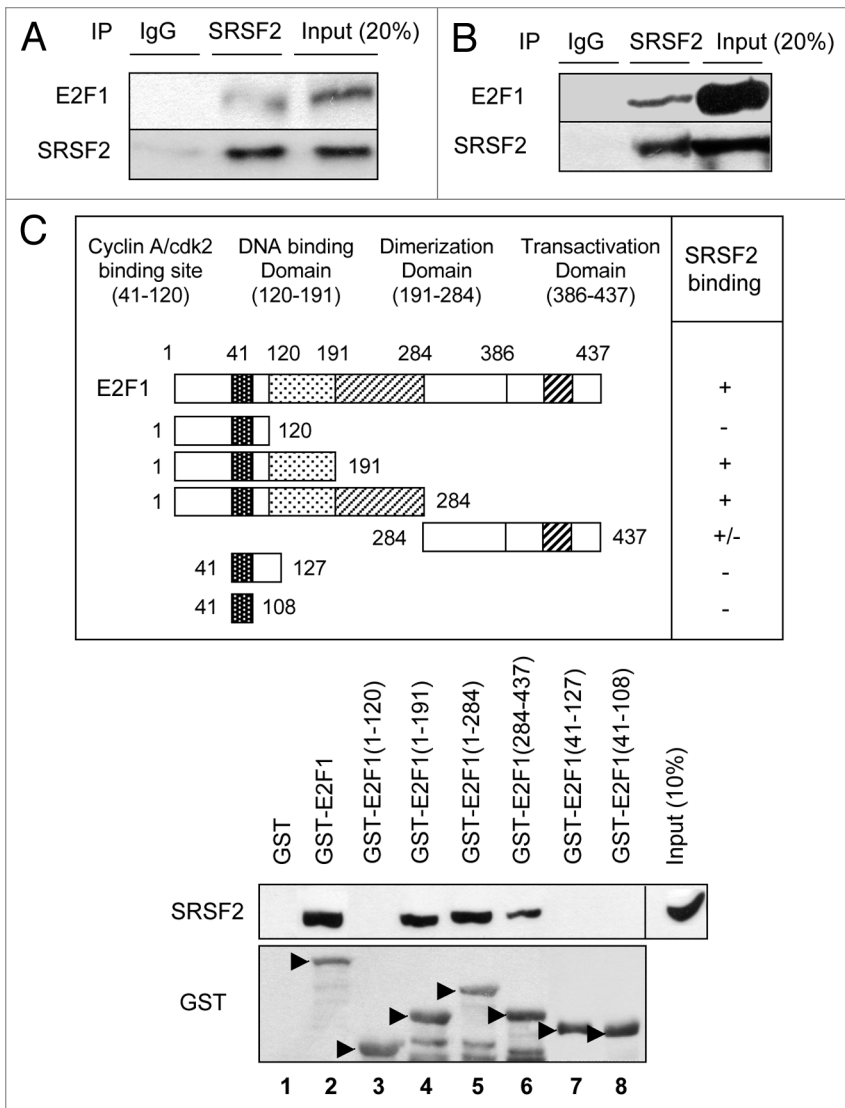 A
IP IgG SRSF2 Input (20%)
E2F1
SRSF2
B
IP IgG SRSF2 Input (20%)
E2F1
SRSF2
C
Cyclin A/cdk2
binding site
(41-120)
DNA binding
Domain
(120-191)
Dimerization
Domain
(191-284)
Transactivation
Domain
(386-437)
SRSF2
binding
1 41 120 191 284 386 437
E2F1 +
1 120 -
1 191 +
1 284 +
284 437 +/-
41 127 -
41 108 -
GST
GST-E2F1
GST-E2F1(1-120)
GST-E2F1(1-191)
GST-E2F1(1-284)
GST-E2F1(284-437)
GST-E2F1(41-127)
GST-E2F1(41-108)
Input (10%)
SRSF2
GST
1 2 3 4 5 6 7 8